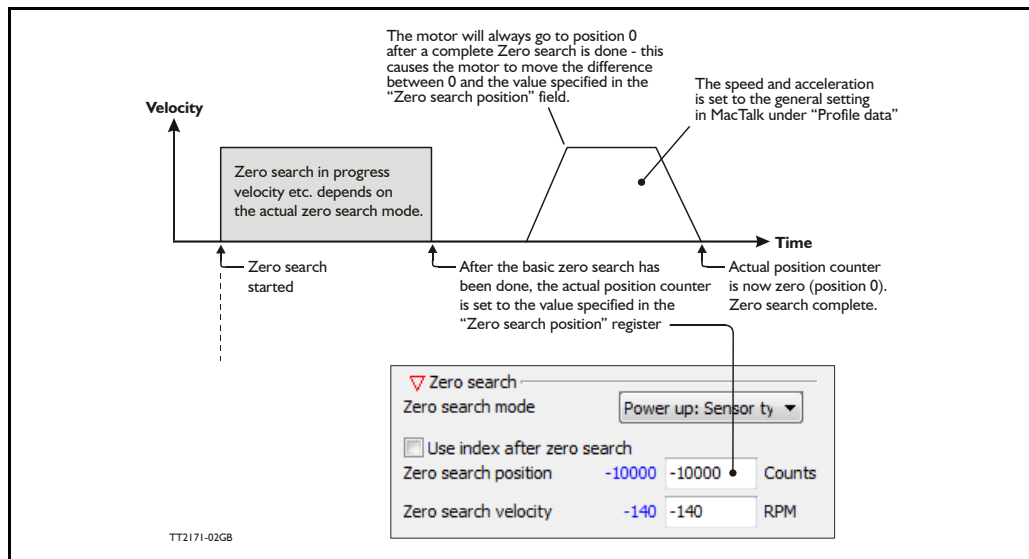 The motor will always go to position 0
after a complete Zero search is done - this
causes the motor to move the difference
between 0 and the value specified in the
“Zero search position” field.
The speed and acceleration
is set to the general setting
in MacTalk under “Profile data”
Velocity
Zero search in progress
velocity etc. depends on
the actual zero search mode.
Time
Zero search
started
After the basic zero search has
been done, the actual position counter
is set to the value specified in the
“Zero search position” register
Actual position counter
is now zero (position 0).
Zero search complete.
Zero search
Zero search mode Power up: Sensor ty
Use index after zero search
Zero search position -10000 -10000 Counts
Zero search velocity -140 -140 RPM
TT2171-02GB